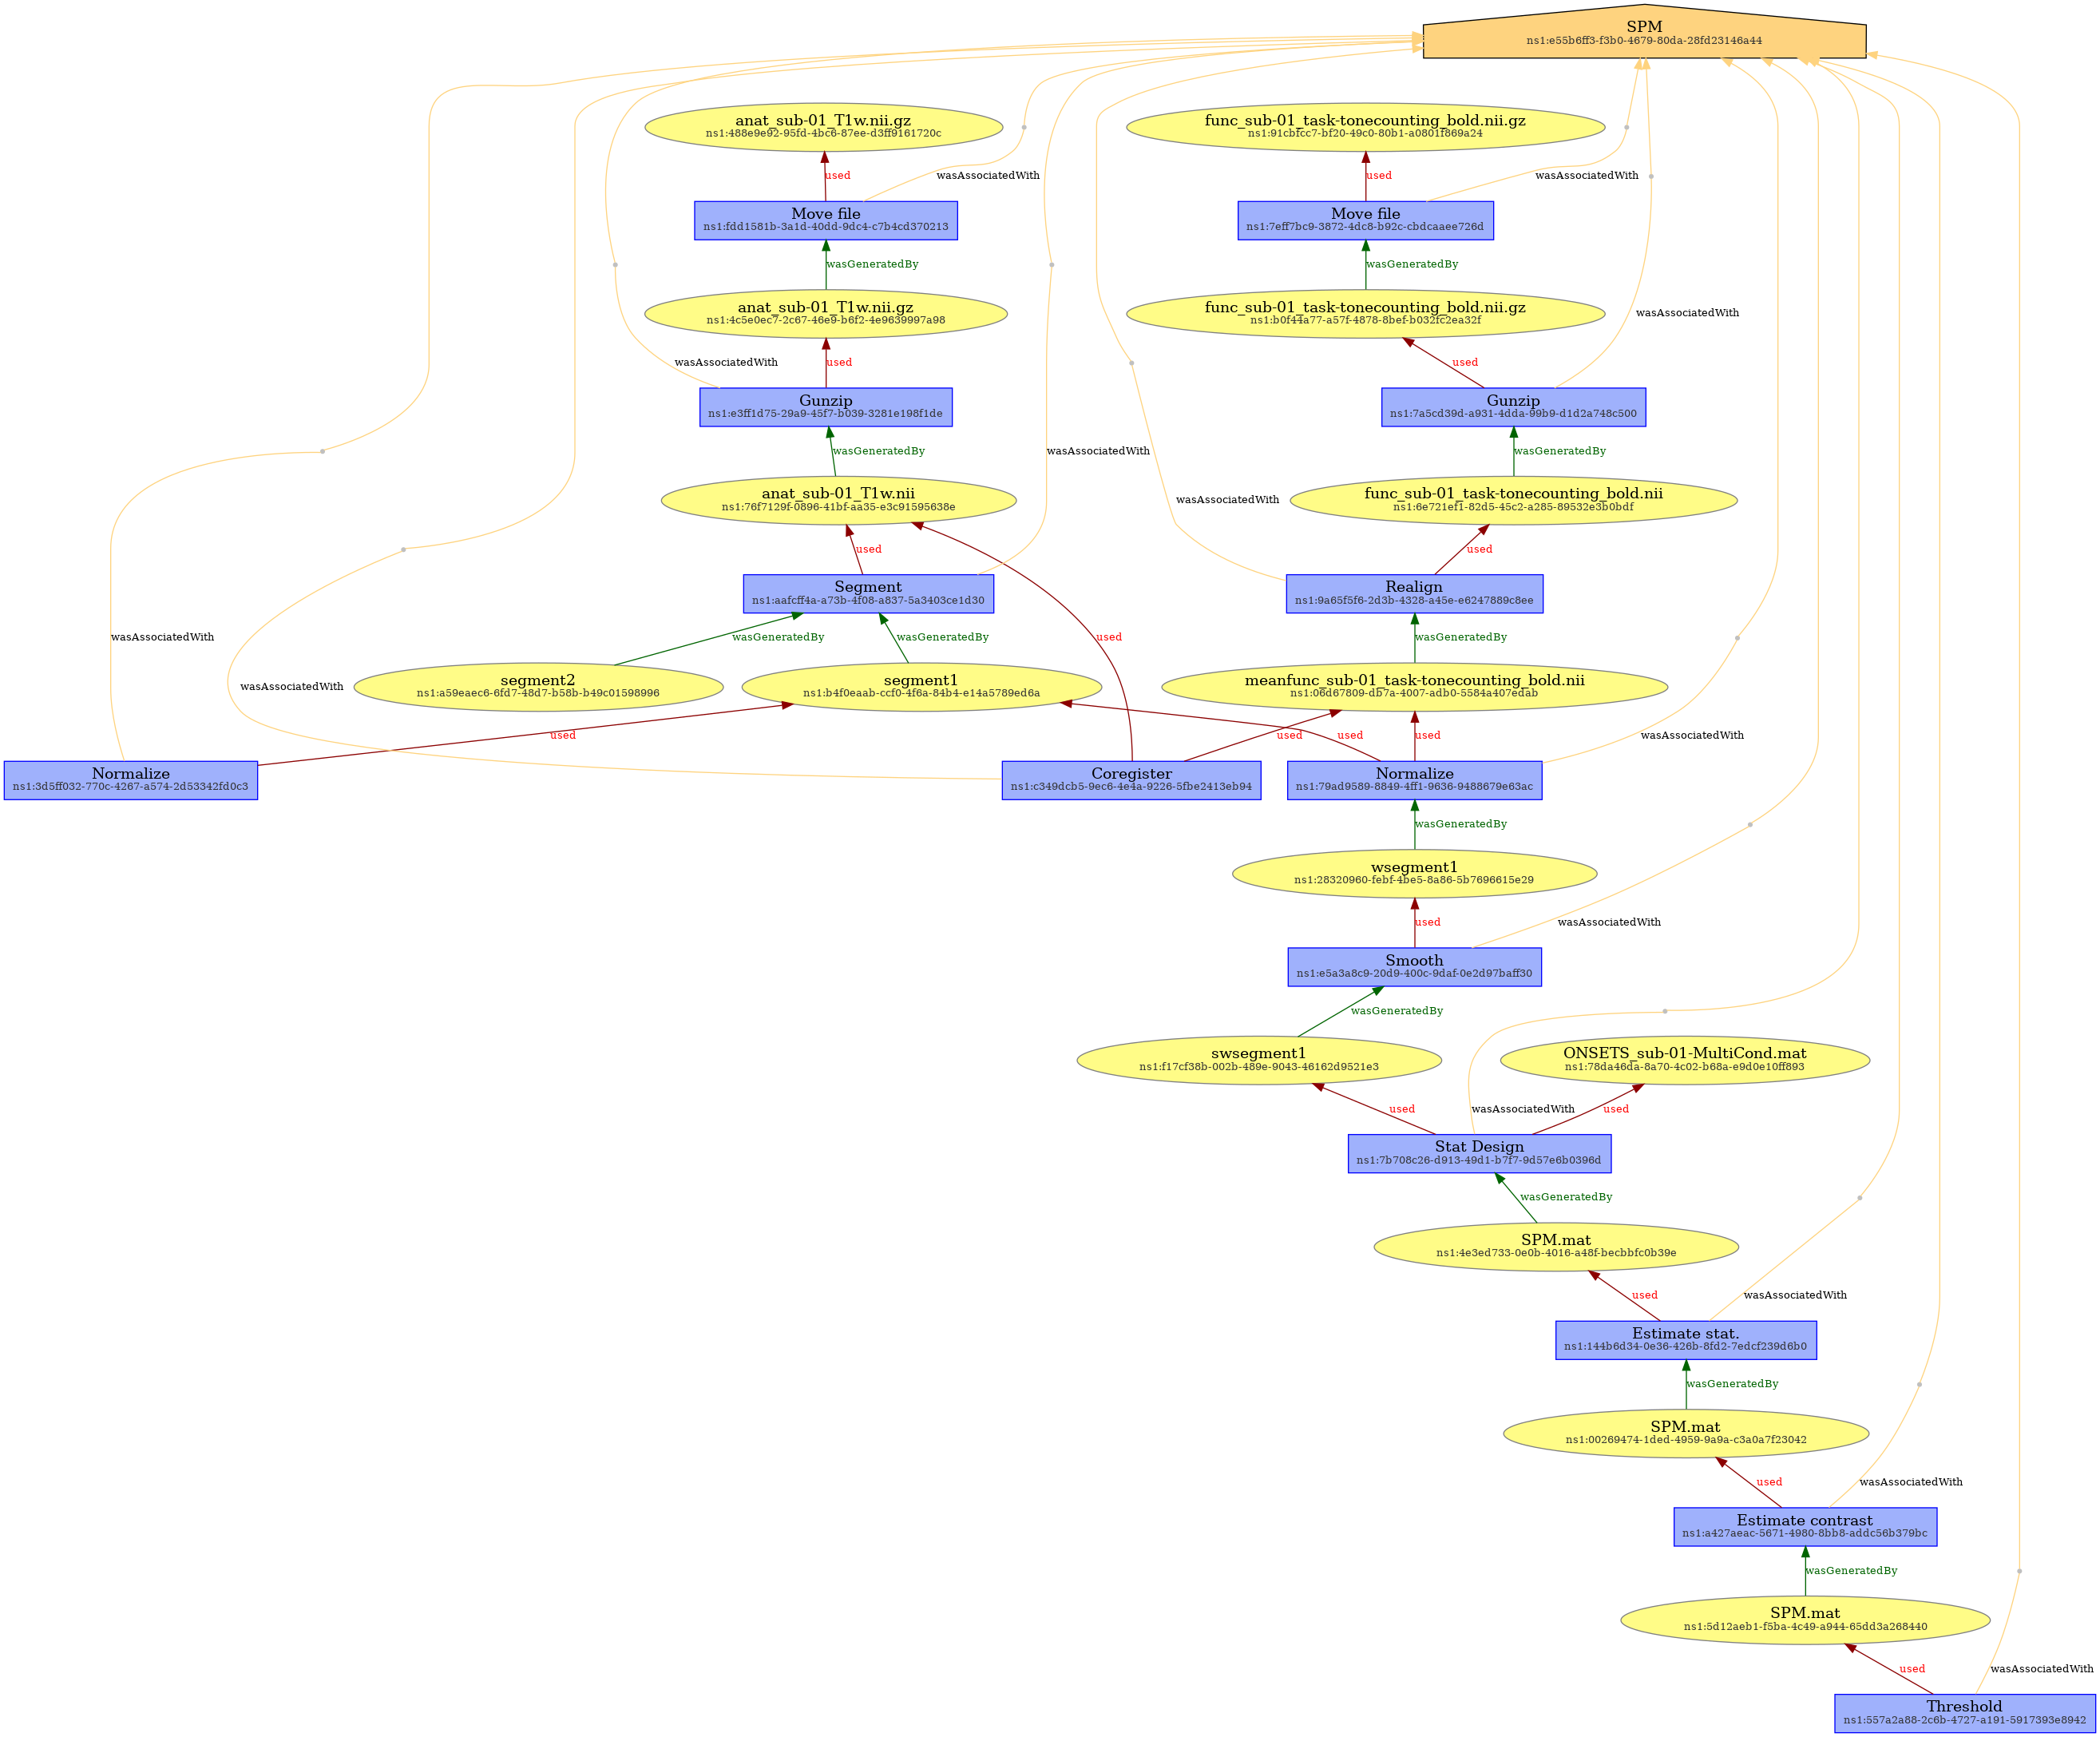 SPM
ns1:e55b6ff3-f3b0-4679-80da-28fd23146a44
anat_sub-01_T1w.nii.gz
ns1:488e9e92-95fd-4bc6-87ee-d3ff9161720c
func_sub-01_task-tonecounting_bold.nii.gz
ns1:91cbfcc7-bf20-49c0-80b1-a0801f869a24
used
wasAssociatedWith
used
wasAssociatedWith
Move file
ns1:fdd1581b-3a1d-40dd-9dc4-c7b4cd370213
Move file
ns1:7eff7bc9-3872-4dc8-b92c-cbdcaaee726d
wasGeneratedBy
wasGeneratedBy
anat_sub-01_T1w.nii.gz
ns1:4c5e0ec7-2c67-46e9-b6f2-4e9639997a98
func_sub-01_task-tonecounting_bold.nii.gz
ns1:b0f44a77-a57f-4878-8bef-b032fc2ea32f
wasAssociatedWith
wasAssociatedWith
used
used
Gunzip
ns1:e3ff1d75-29a9-45f7-b039-3281e198f1de
Gunzip
ns1:7a5cd39d-a931-4dda-99b9-d1d2a748c500
wasGeneratedBy
wasAssociatedWith
wasGeneratedBy
anat_sub-01_T1w.nii
ns1:76f7129f-0896-41bf-aa35-e3c91595638e
wasAssociatedWith
func_sub-01_task-tonecounting_bold.nii
ns1:6e721ef1-82d5-45c2-a285-89532e3b0bdf
used
used
Segment
ns1:aafcff4a-a73b-4f08-a837-5a3403ce1d30
Realign
ns1:9a65f5f6-2d3b-4328-a45e-e6247889c8ee
wasAssociatedWith
wasGeneratedBy
wasGeneratedBy
used
wasGeneratedBy
wasAssociatedWith
segment2
ns1:a59eaec6-6fd7-48d7-b58b-b49c01598996
segment1
ns1:b4f0eaab-ccf0-4f6a-84b4-e14a5789ed6a
meanfunc_sub-01_task-tonecounting_bold.nii
ns1:06d67809-db7a-4007-adb0-5584a407edab
used
used
used
used
wasAssociatedWith
Normalize
ns1:3d5ff032-770c-4267-a574-2d53342fd0c3
Coregister
ns1:c349dcb5-9ec6-4e4a-9226-5fbe2413eb94
Normalize
ns1:79ad9589-8849-4ff1-9636-9488679e63ac
wasGeneratedBy
wsegment1
ns1:28320960-febf-4be5-8a86-5b7696615e29
used
wasAssociatedWith
Smooth
ns1:e5a3a8c9-20d9-400c-9daf-0e2d97baff30
wasGeneratedBy
swsegment1
ns1:f17cf38b-002b-489e-9043-46162d9521e3
ONSETS_sub-01-MultiCond.mat
ns1:78da46da-8a70-4c02-b68a-e9d0e10ff893
used
wasAssociatedWith
used
Stat Design
ns1:7b708c26-d913-49d1-b7f7-9d57e6b0396d
wasGeneratedBy
SPM.mat
ns1:4e3ed733-0e0b-4016-a48f-becbbfc0b39e
used
wasAssociatedWith
Estimate stat.
ns1:144b6d34-0e36-426b-8fd2-7edcf239d6b0
wasGeneratedBy
SPM.mat
ns1:00269474-1ded-4959-9a9a-c3a0a7f23042
used
wasAssociatedWith
Estimate contrast
ns1:a427aeac-5671-4980-8bb8-addc56b379bc
wasGeneratedBy
SPM.mat
ns1:5d12aeb1-f5ba-4c49-a944-65dd3a268440
used
wasAssociatedWith
Threshold
ns1:557a2a88-2c6b-4727-a191-5917393e8942